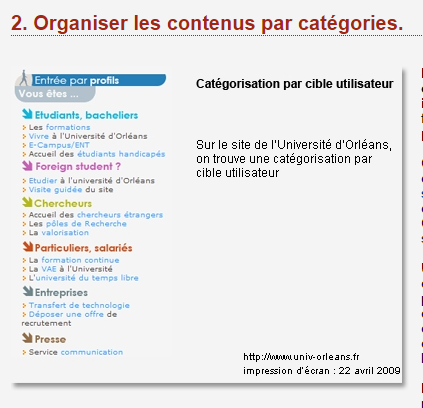 2. Organiser les contenus par catégories.
Entrée par profils
Vous êtes ...
Etudiants, bacheliers
Les formations
Vivre à l'Université d'Orléans
E-Campus/ENT
Accueil des étudiants handicapés
Foreign student ?
Etudier à l'université d'Orléans
Visite guidée du site
Chercheurs
Accueil des chercheurs étrangers
Les pôles de Recherche
La valorisation
Particuliers, salariés
La formation continue
La VAE à l'Université
L'université du temps libre
Entreprises
Transfert de technologie
Déposer une offre de
recrutement
Presse
Service communication
Catégorisation par cible utilisateur
Sur le site de l'Université d'Orléans,
on trouve une catégorisation par
cible utilisateur
http://www.univ-orleans.fr
impression d'écran : 22 avril 2009